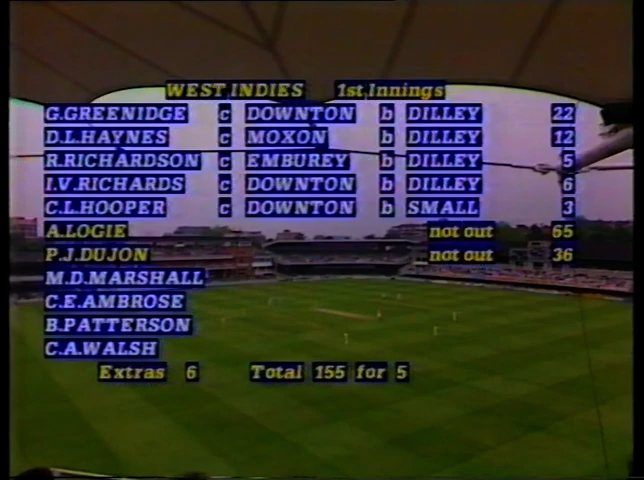 WEST INDIES 1st Innings
G.GREENIDGE c DOWNTON b DILLEY 22
D.L.HAYNES c MOXON b DILLEY 12
R.RICHARDSON c EMBUREY b DILLEY 5
I.V.RICHARDS c DOWNTON b DILLEY 6
C.L.HOOPER c DOWNTON b SMALL 3
A.LOGIE not out 65
P.J.DUJON not out 36
M.D.MARSHALL
C.E.AMBROSE
B.PATTERSON
C.A.WALSH
Extras 6 Total 155 for 5